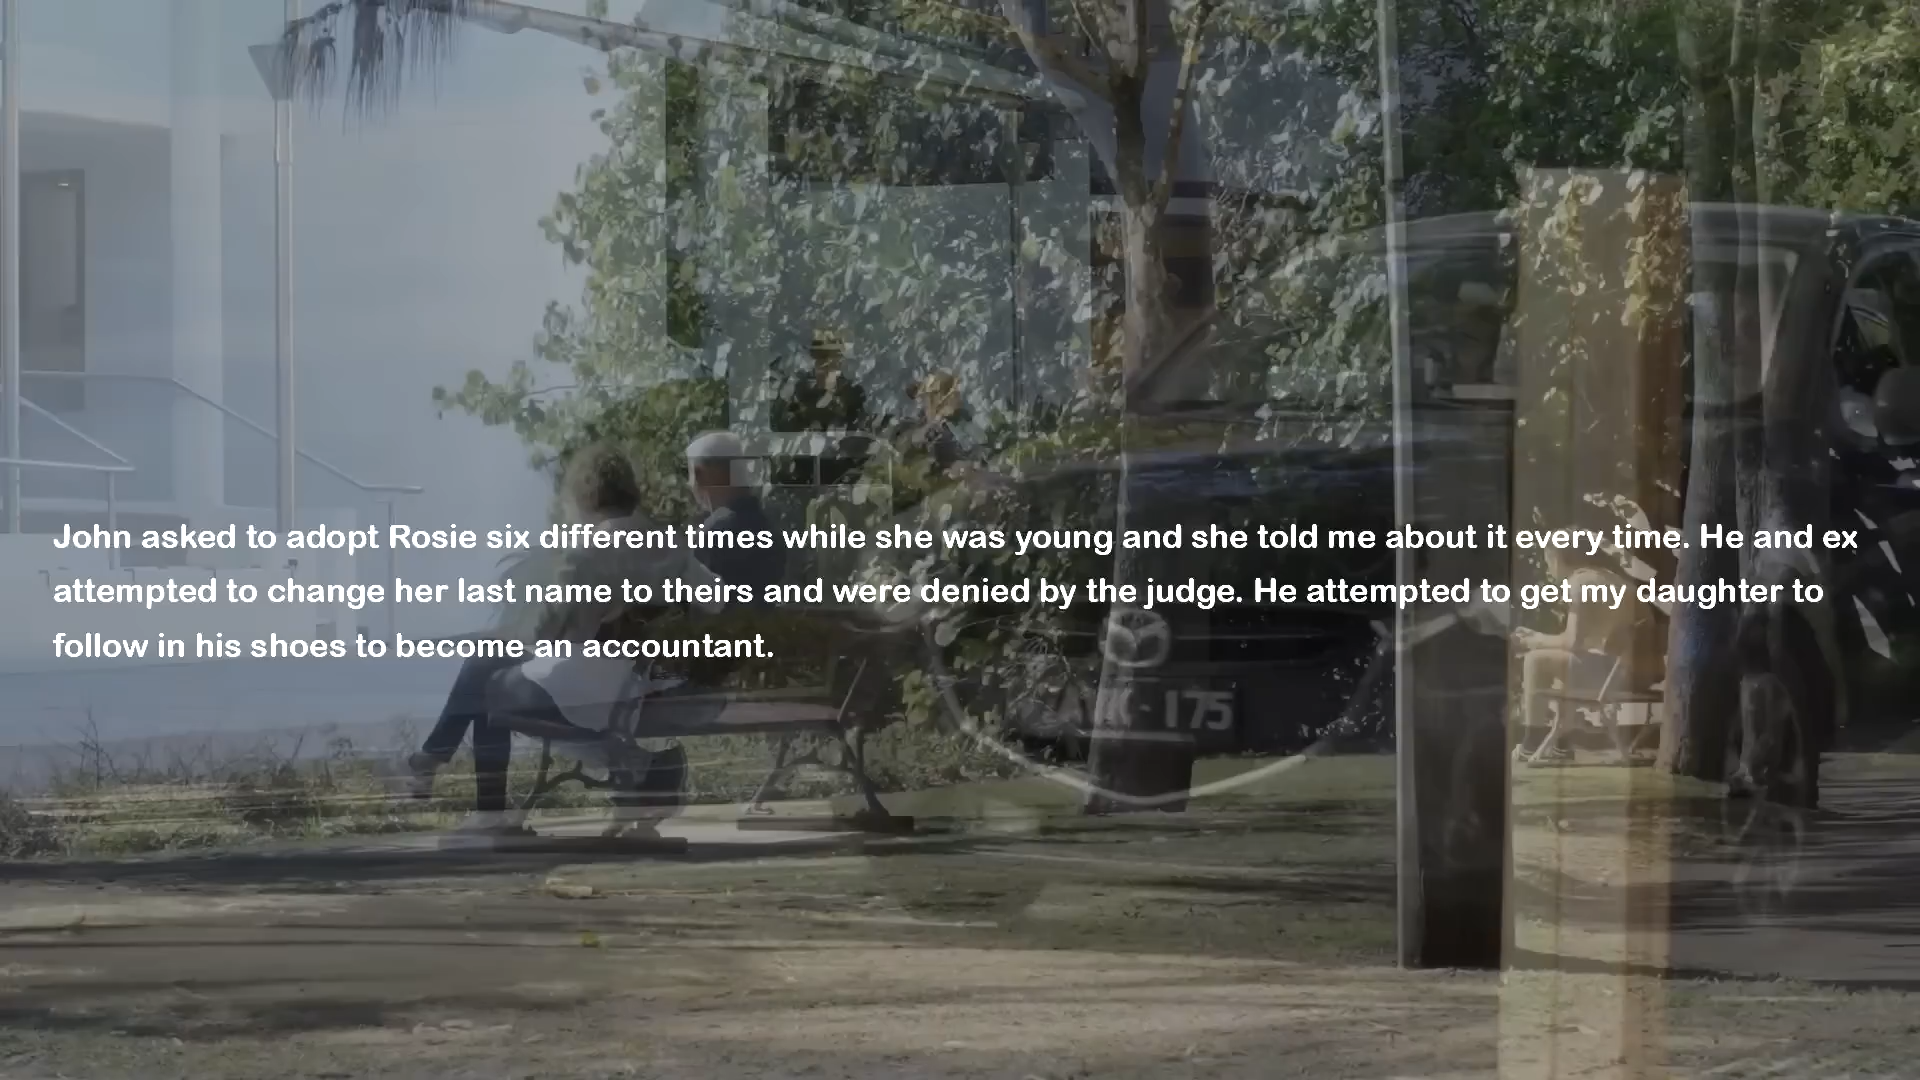 John asked to adopt Rosie six different times while she was young and she told me about it every time. He and ex
attempted to change her last name to theirs and were denied by the judge. He attempted to get my daughter to
follow in his shoes to become an accountant.
175